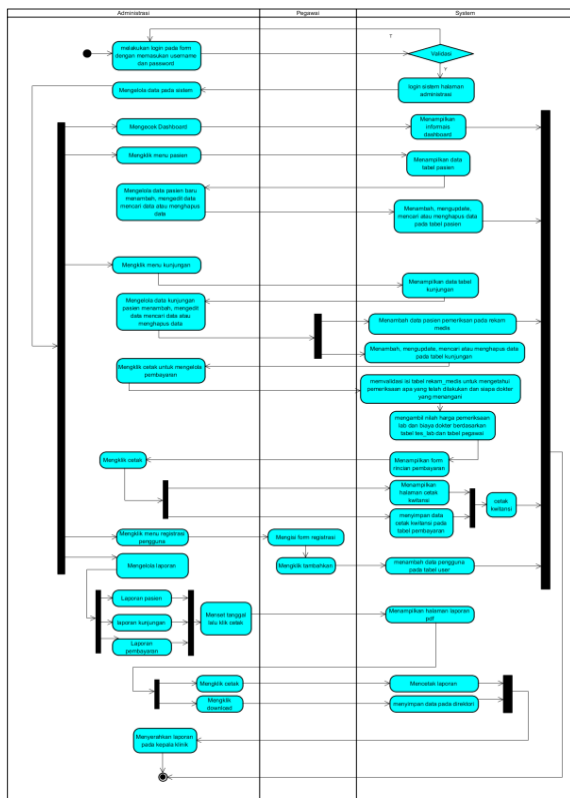 Administrasi
Pegawai
System
melakukan login pada form
dengan memasukan username
dan password
T
Validasi
Y
Mengelola data pada sistem
login sistem halaman
administrasi
Mengecek Dashboard
Menampilkan
informais
dashboard
Mengklik menu pasien
Menampilkan data
tabel pasien
Mengelola data pasien baru
menambah, mengedit data
mencari data atau menghapus
data
Menambah, mengupdate,
mencari atau menghapus data
pada tabel pasien
Mengklik menu kunjungan
Menampilkan data tabel
kunjungan
Mengelola data kunjungan
pasien menambah, mengedit
data mencari data atau
menghapus data
Menambah data pasien pemeriksan pada rekam
medis
Menambah, mengupdate, mencari atau menghapus data
pada tabel kunjungan
Mengklik cetak untuk mengelola
pembayaran
memvalidasi isi tabel rekam_medis untuk mengetahui
pemeriksaan apa yang telah dilakukan dan siapa dokter
yang menangani
mengambil nilah harga pemeriksaan
lab dan biaya dokter berdasarkan
tabel tes_lab dan tabel pegawai
Mengklik cetak
Menampilkan form
rincian pembayaran
Menampilkan
halaman cetak
kwitansi
menyimpan data
cetak kwitansi pada
tabel pembayaran
cetak
kwitansi
Mengklik menu registrasi
pengguna
Mengisi form registrasi
Mengelola laporan
Mengklik tambahkan
menambah data pengguna
pada tabel user
Laporan pasien
laporan kunjungan
Laporan
pembayaran
Menset tanggal
lalu klik cetak
Menampilkan halaman laporan
pdf
Mengklik cetak
Mencetak laporan
Mengklik
download
menyimpan data pada direktori
Menyerahkan laporan
pada kepala klinik